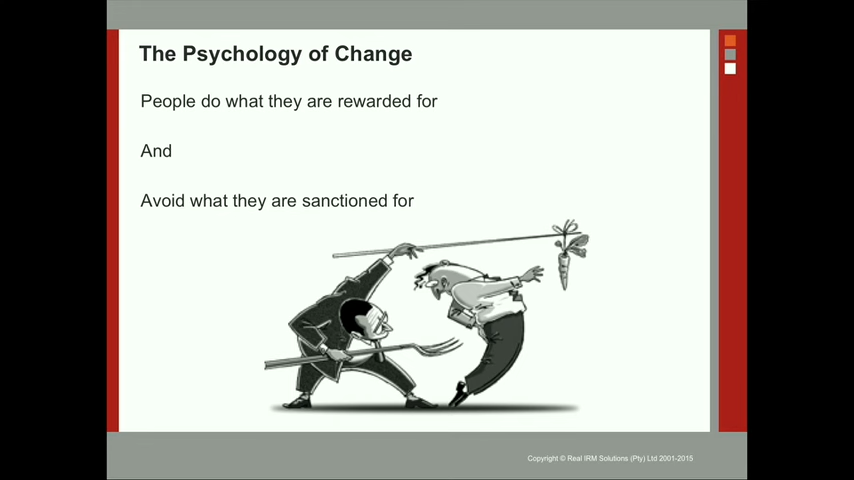 The Psychology of Change
People do what they are rewarded for
And
Avoid what they are sanctioned for
Copyright © Real IRM Solutions (Pty) Ltd 2001-2015